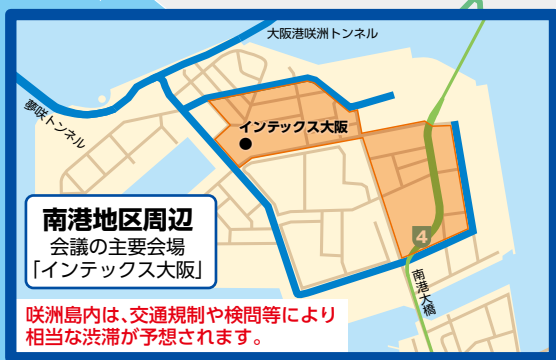 大阪港咲洲トンネル
夢咲トンネル
インテックス大阪
南港地区周辺
会議の主要会場
「インテックス大阪」
4
南港大橋
咲洲島内は、交通規制や検問等により
相当な渋滞が予想されます。